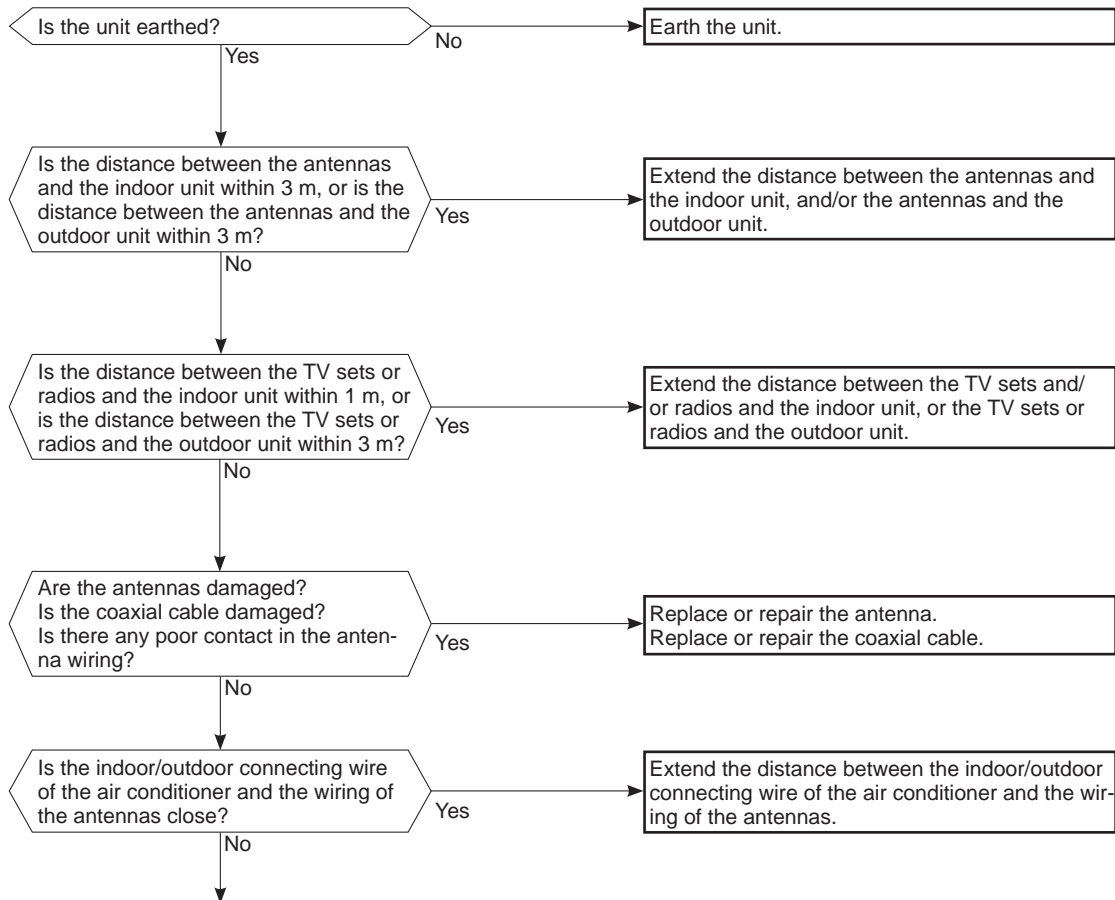 Is the unit earthed?
No
Earth the unit.
Yes
Is the distance between the antennas
and the indoor unit within 3 m, or is the
distance between the antennas and the
outdoor unit within 3 m?
Yes
Extend the distance between the antennas and
the indoor unit, and/or the antennas and the
outdoor unit.
No
Is the distance between the TV sets or
radios and the indoor unit within 1 m, or
is the distance between the TV sets or
radios and the outdoor unit within 3 m?
Yes
Extend the distance between the TV sets and/
or radios and the indoor unit, or the TV sets or
radios and the outdoor unit.
No
Are the antennas damaged?
Is the coaxial cable damaged?
Is there any poor contact in the anten-
na wiring?
Yes
Replace or repair the antenna.
Replace or repair the coaxial cable.
No
Is the indoor/outdoor connecting wire
of the air conditioner and the wiring of
the antennas close?
Yes
Extend the distance between the indoor/outdoor
connecting wire of the air conditioner and the wir-
ing of the antennas.
No